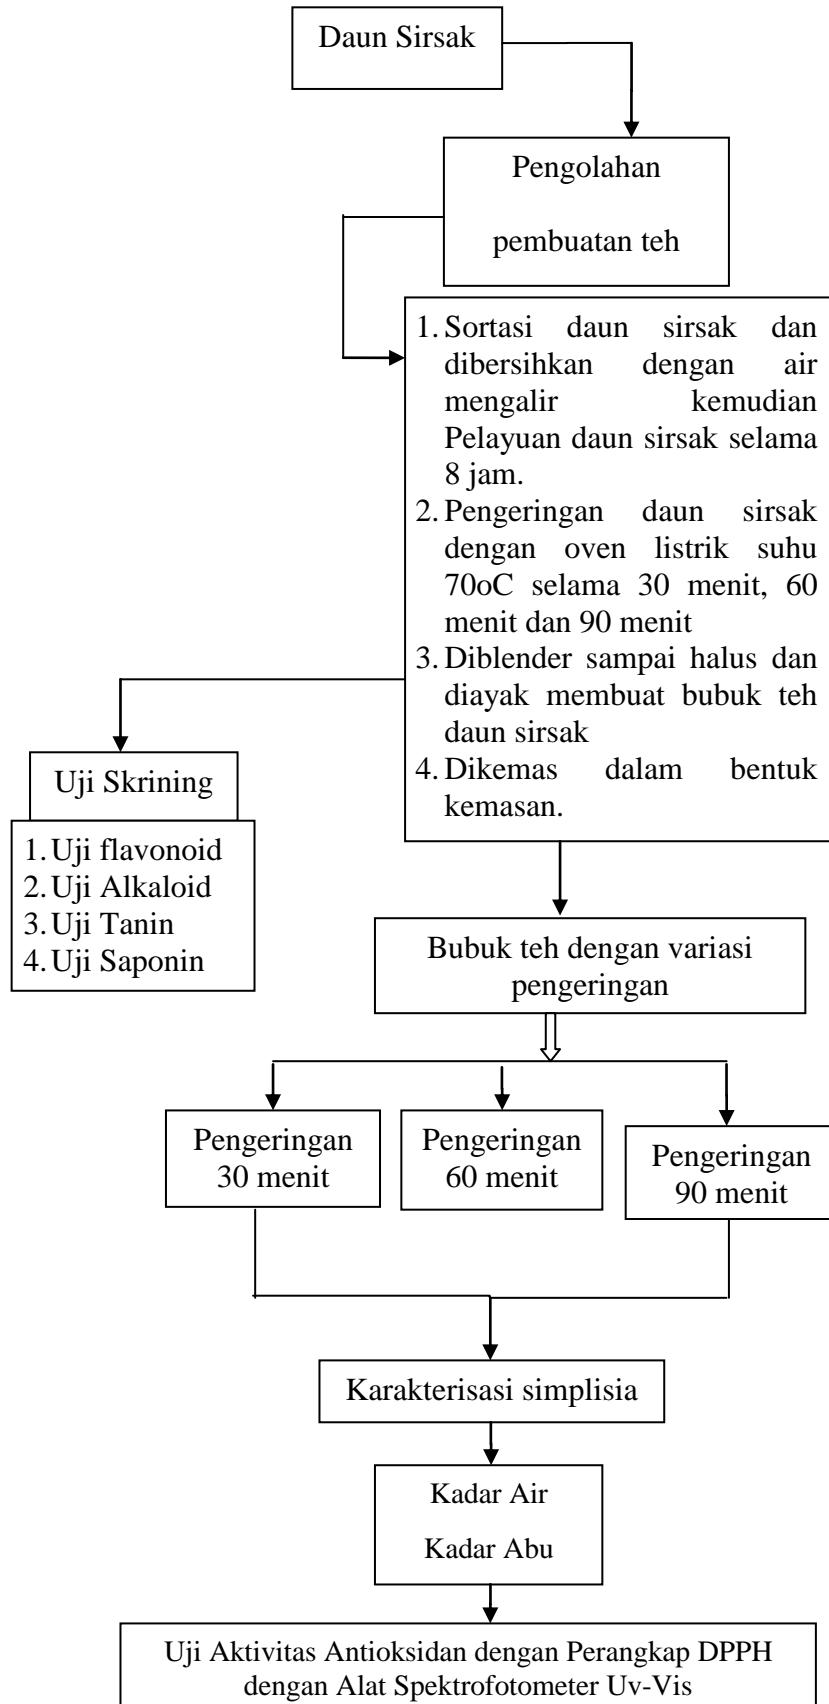 Daun Sirsak
Pengolahan
pembuatan teh
1. Sortasi daun sirsak dan
dibersihkan dengan air
mengalir kemudian
Pelayuan daun sirsak selama
8 jam.
2. Pengeringan daun sirsak
dengan oven listrik suhu
70oC selama 30 menit, 60
menit dan 90 menit
3. Diblender sampai halus dan
diayak membuat bubuk teh
daun sirsak
4. Dikemas dalam bentuk
kemasan.
Uji Skrining
1. Uji flavonoid
2. Uji Alkaloid
3. Uji Tanin
4. Uji Saponin
Bubuk teh dengan variasi
pengeringan
Pengeringan
30 menit
Pengeringan
60 menit
Pengeringan
90 menit
Karakterisasi simplisia
Kadar Air
Kadar Abu
Uji Aktivitas Antioksidan dengan Perangkap DPPH
dengan Alat Spektrofotometer Uv-Vis